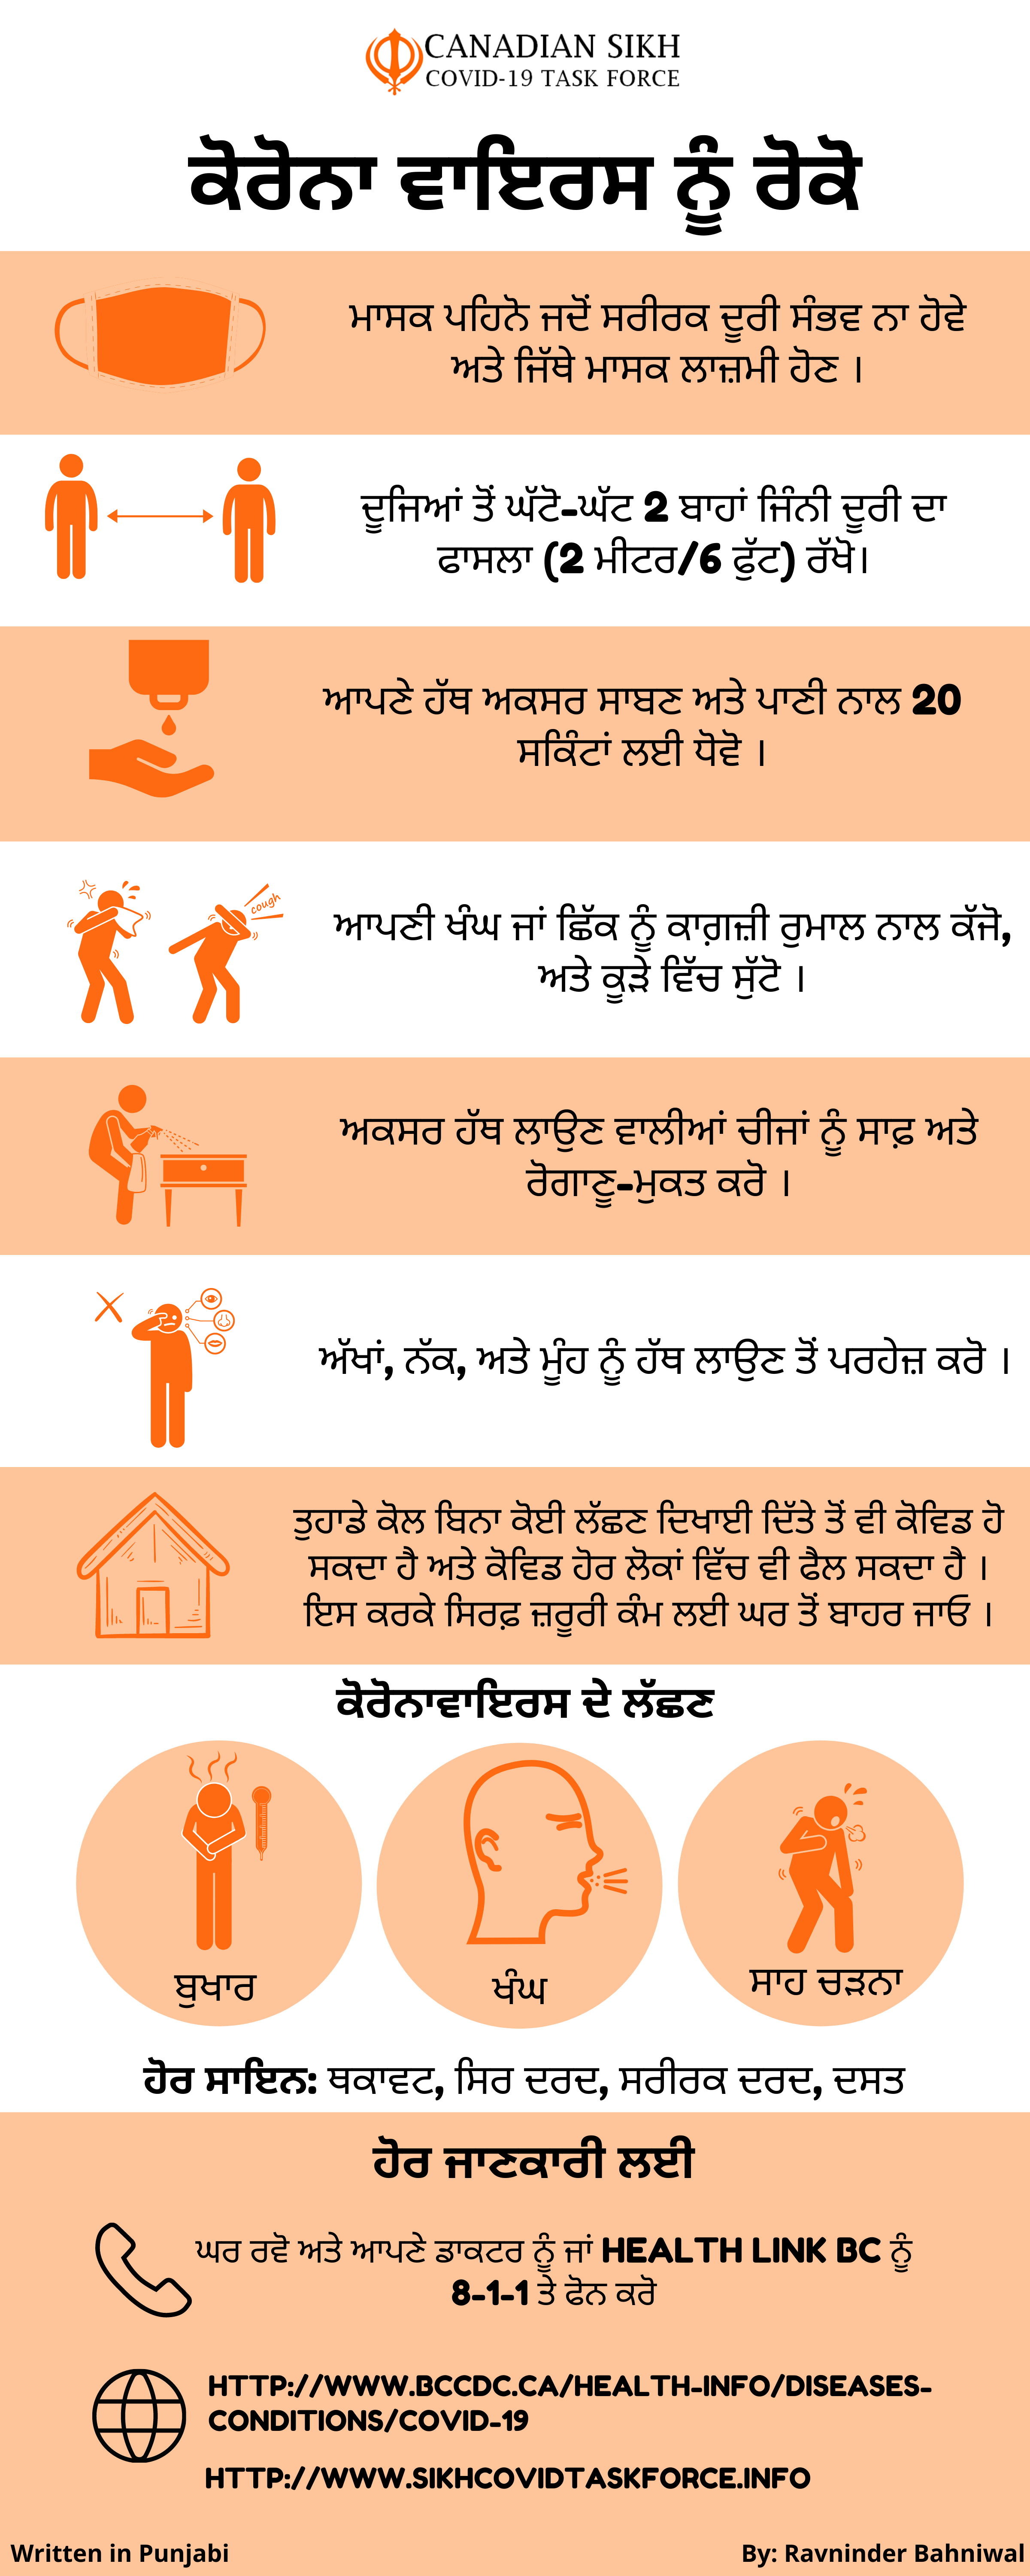 CANADIAN SIKH
COVID-19 TASK FORCE
ਕੋਰੋਨਾ ਵਾਇਰਸ ਨੂੰ ਰੋਕੋ
ਮਾਸਕ ਪਹਿਨੋ ਜਦੋਂ ਸਰੀਰਕ ਦੂਰੀ ਸੰਭਵ ਨਾ ਹੋਵੇ
ਅਤੇ ਜਿੱਥੇ ਮਾਸਕ ਲਾਜ਼ਮੀ ਹੋਣ ।
ਦੂਜਿਆਂ ਤੋਂ ਘੱਟੋ-ਘੱਟ 2 ਬਾਹਾਂ ਜਿੰਨੀ ਦੂਰੀ ਦਾ
ਫਾਸਲਾ (2 ਮੀਟਰ/6 ਫੁੱਟ) ਰੱਖੋ।
ਆਪਣੇ ਹੱਥ ਅਕਸਰ ਸਾਬਣ ਅਤੇ ਪਾਣੀ ਨਾਲ 20
ਸਕਿੰਟਾਂ ਲਈ ਧੋਵੋ ।
cough
ਆਪਣੀ ਖੰਘ ਜਾਂ ਛਿੱਕ ਨੂੰ ਕਾਗ਼ਜ਼ੀ ਰੁਮਾਲ ਨਾਲ ਕੱਜੋ,
ਅਤੇ ਕੂੜੇ ਵਿੱਚ ਸੁੱਟੋ ।
ਅਕਸਰ ਹੱਥ ਲਾਉਣ ਵਾਲੀਆਂ ਚੀਜਾਂ ਨੂੰ ਸਾਫ਼ ਅਤੇ
ਰੋਗਾਣੂ-ਮੁਕਤ ਕਰੋ ।
ਅੱਖਾਂ, ਨੱਕ, ਅਤੇ ਮੂੰਹ ਨੂੰ ਹੱਥ ਲਾਉਣ ਤੋਂ ਪਰਹੇਜ਼ ਕਰੋ ।
ਤੁਹਾਡੇ ਕੋਲ ਬਿਨਾ ਕੋਈ ਲੱਛਣ ਦਿਖਾਈ ਦਿੱਤੇ ਤੋਂ ਵੀ ਕੋਵਿਡ ਹੋ
ਸਕਦਾ ਹੈ ਅਤੇ ਕੋਵਿਡ ਹੋਰ ਲੋਕਾਂ ਵਿੱਚ ਵੀ ਫੈਲ ਸਕਦਾ ਹੈ ।
ਇਸ ਕਰਕੇ ਸਿਰਫ਼ ਜ਼ਰੂਰੀ ਕੰਮ ਲਈ ਘਰ ਤੋਂ ਬਾਹਰ ਜਾਓ ।
ਕੋਰੋਨਾਵਾਇਰਸ ਦੇ ਲੱਛਣ
ਬੁਖਾਰ
ਖੰਘ
ਸਾਹ ਚੜਨਾ
ਹੋਰ ਸਾਇਨ: ਥਕਾਵਟ, ਸਿਰ ਦਰਦ, ਸਰੀਰਕ ਦਰਦ, ਦਸਤ
ਹੋਰ ਜਾਣਕਾਰੀ ਲਈ
ਘਰ ਰਵੋ ਅਤੇ ਆਪਣੇ ਡਾਕਟਰ ਨੂੰ ਜਾਂ HEALTH LINK BC ਨੂੰ
8-1-1 ਤੇ ਫੋਨ ਕਰੋ
HTTP://WWW.BCCDC.CA/HEALTH-INFO/DISEASES-
CONDITIONS/COVID-19
HTTP://WWW.SIKHCOVIDTASKFORCE.INFO
Written in Punjabi
By: Ravninder Bahniwal